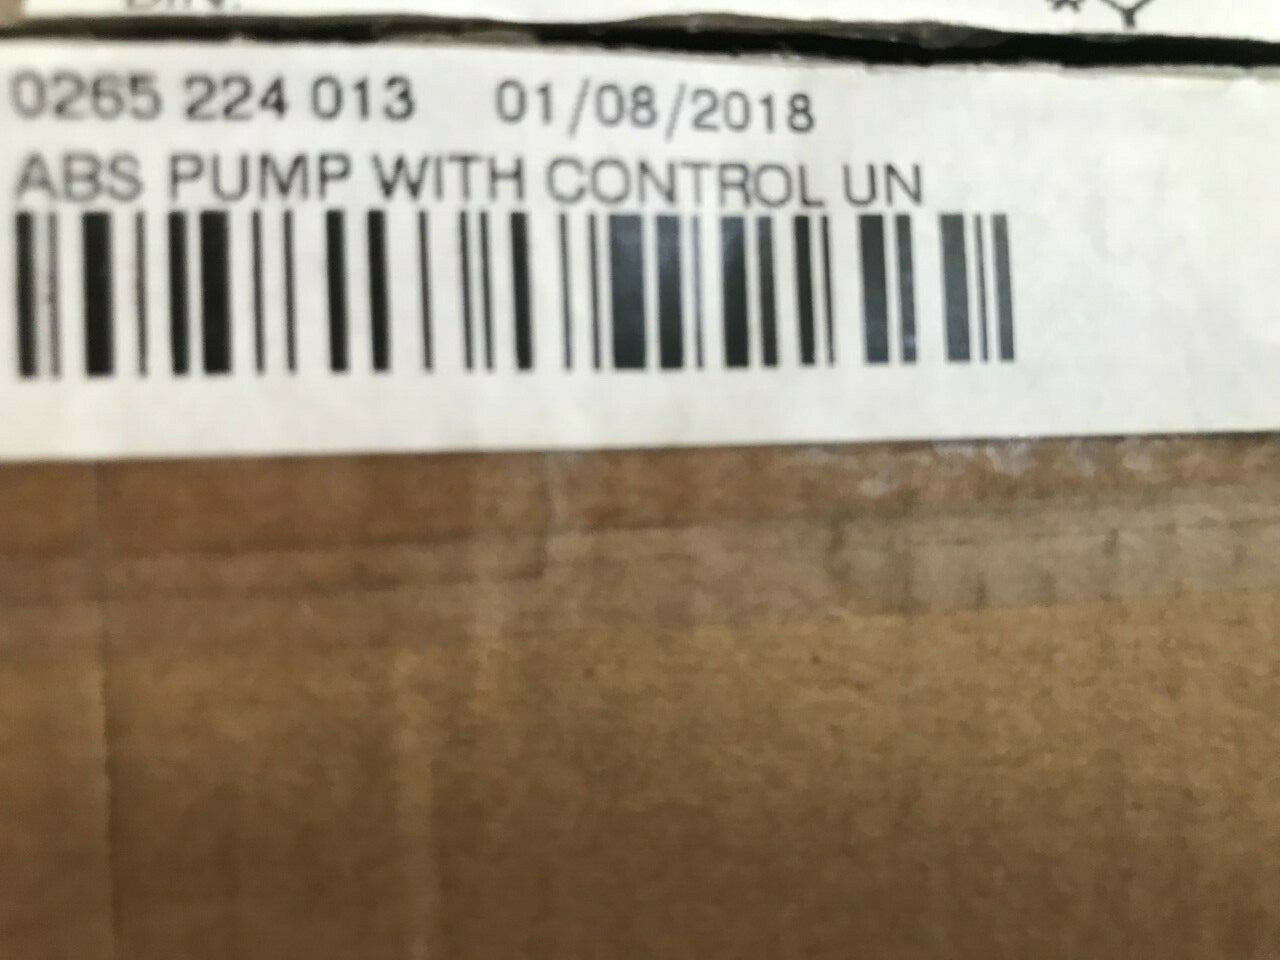 0265 224 013 01/08/2018
ABS PUMP WITH CONTROL UN